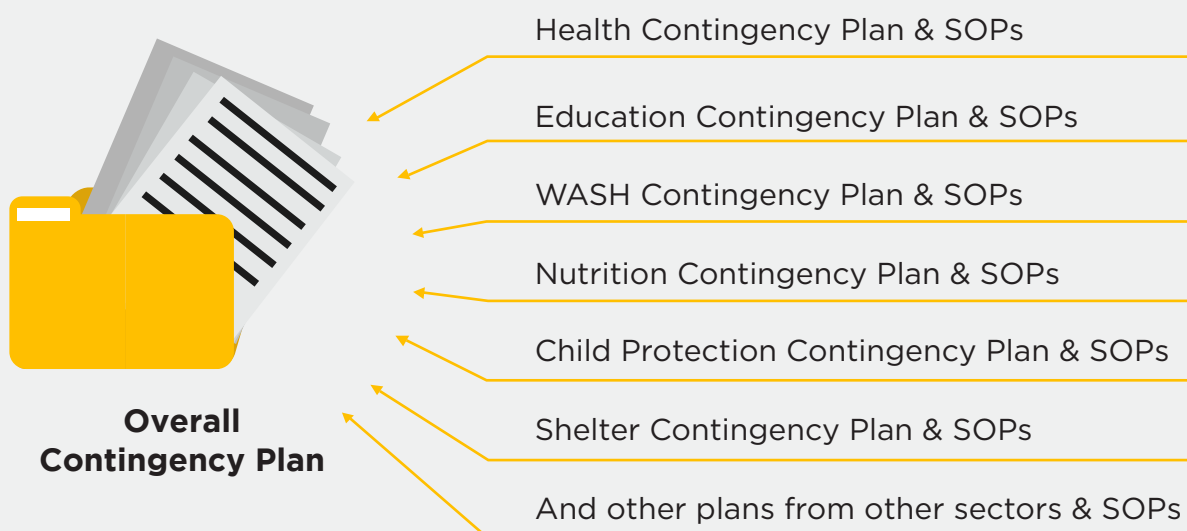 Health Contingency Plan & SOPs
Education Contingency Plan & SOPs
WASH Contingency Plan & SOPs
Nutrition Contingency Plan & SOPs
Child Protection Contingency Plan & SOPs
Shelter Contingency Plan & SOPs
And other plans from other sectors & SOPs
Overall
Contingency Plan